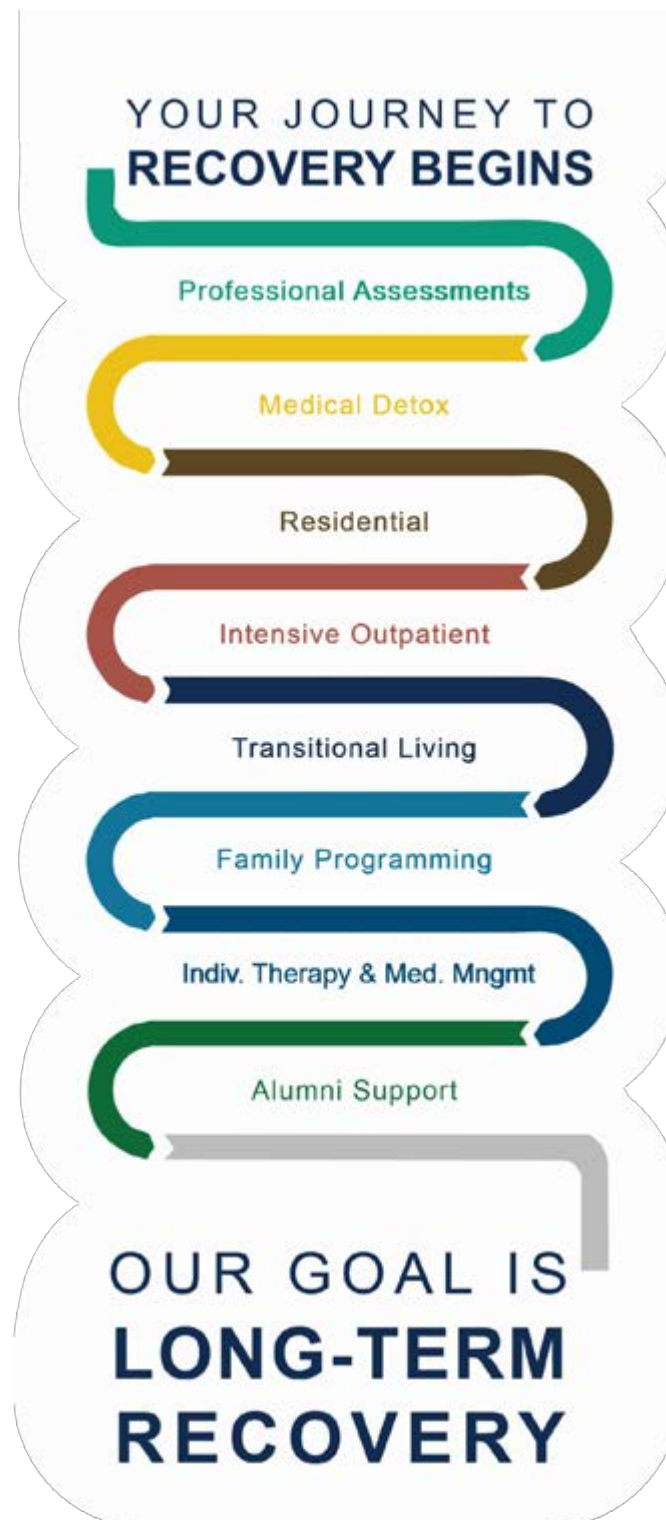 YOUR JOURNEY TO
RECOVERY BEGINS
Professional Assessments
Medical Detox
Residential
Intensive Outpatient
Transitional Living
Family Programming
Indiv. Therapy & Med. Mngmt
Alumni Support
OUR GOAL IS
LONG-TERM
RECOVERY